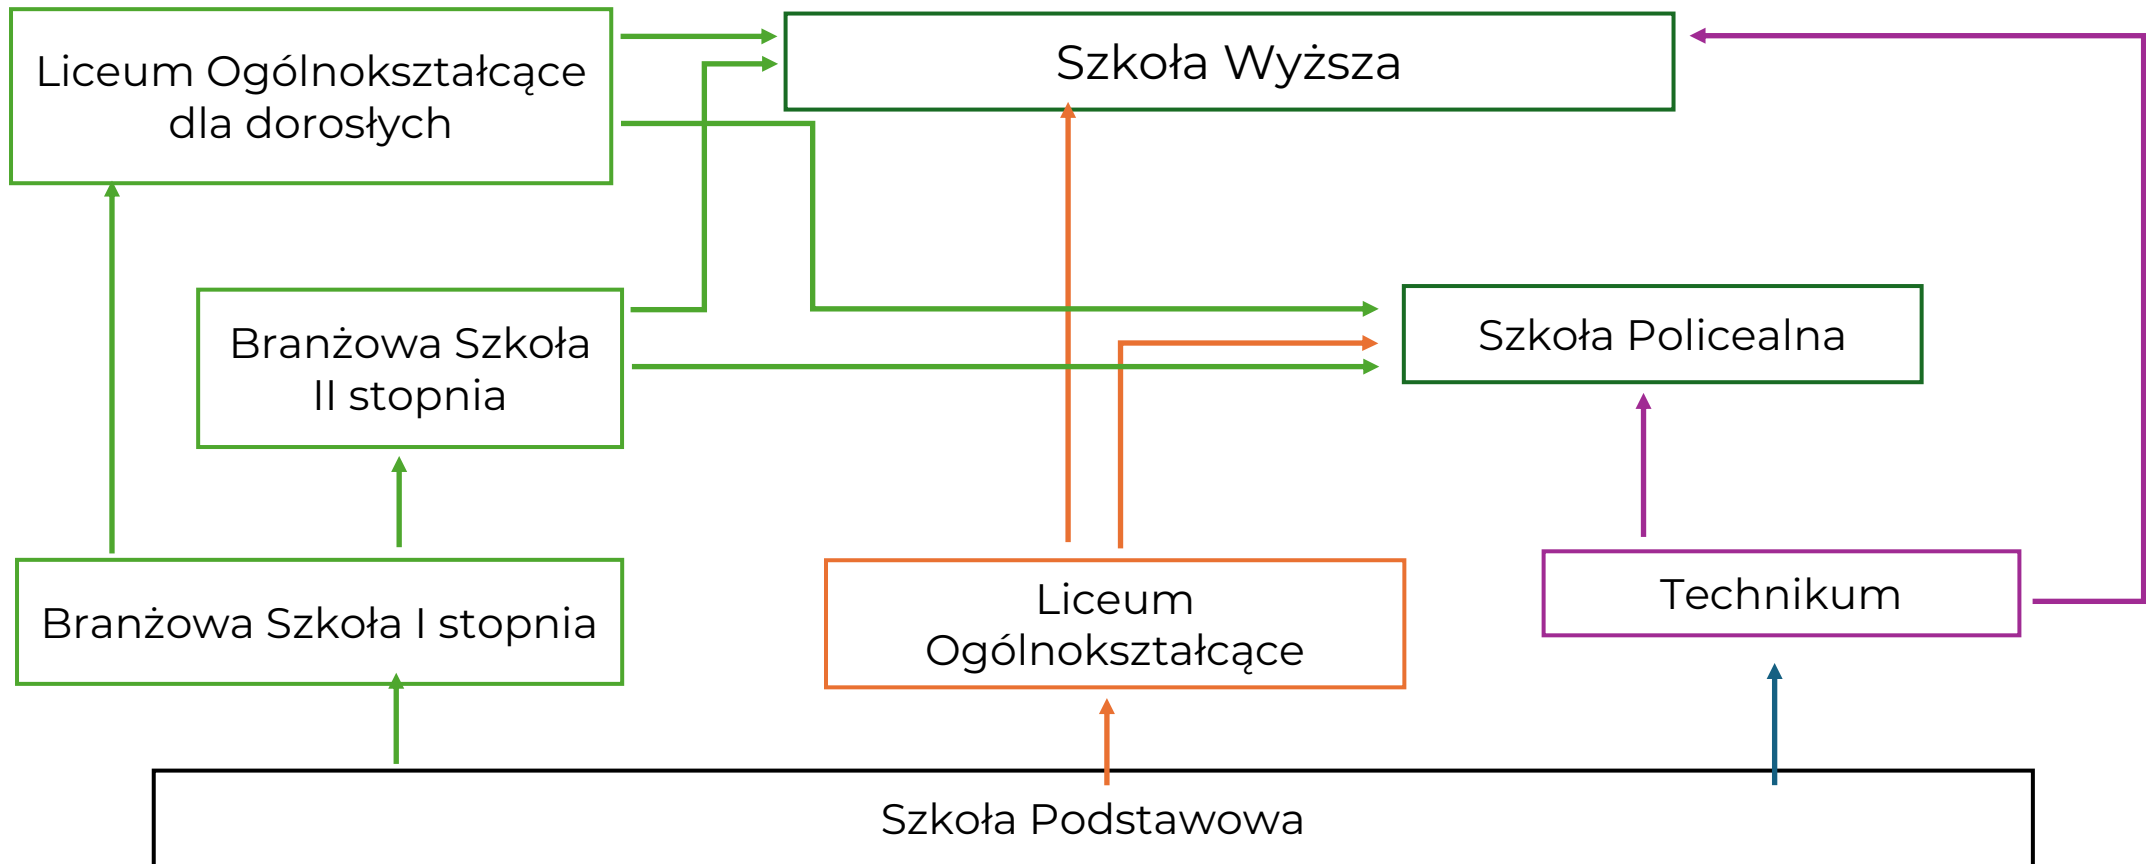 Liceum Ogólnokształcące
dla dorosłych
Szkoła Wyższa
Branżowa Szkoła
II stopnia
Szkoła Policealna
Branżowa Szkoła I stopnia
Liceum
Ogólnokształcące
Technikum
Szkoła Podstawowa